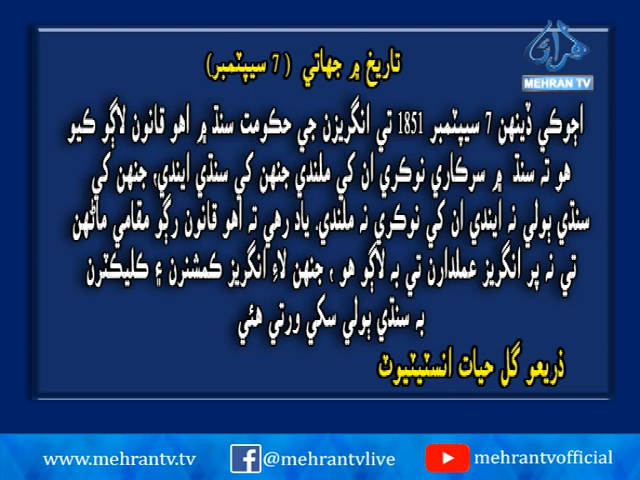 تاريخ ۾ جھاتي ( 7 سيپٽمبر)
مھراڻ
MEHRAN TV
اڄوڪي ڏينهن 7 سيپٽمبر 1851 تي انگريزن جي حڪومت سنڌ ۾ اهو قانون لاڳو ڪيو
هو ته سنڌ ۾ سرڪاري نوڪري ان کي ملندي جنهن کي سنڌي ايندي، جنهن کي
سنڌي ٻولي نه ايندي ان کي نوڪري نه ملندي. ياد رهي ته اهو قانون رڳو مقامي ماڻهن
تي نه پر انگريز عملدارن تي به لاڳو هو ، جنهن لاءِ انگريز ڪمشنرن ۽ ڪليڪٽرن
به سنڌي ٻولي سکي ورتي هئي
ذريعو گل حيات انسٽيٽيوٽ
www.mehrantv.tv @mehrantvlive mehrantvofficial